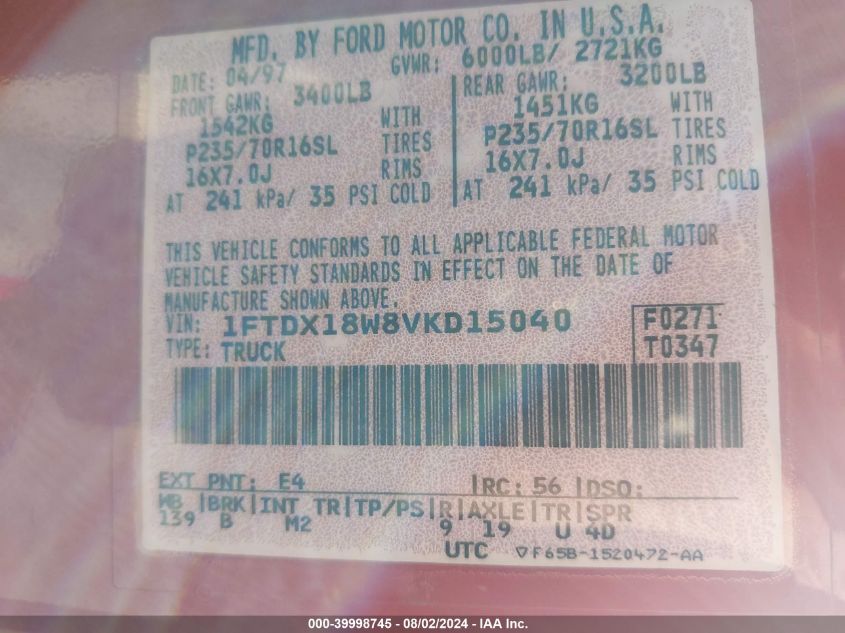 MFD. BY FORD MOTOR CO. IN U.S.A.
DATE: 04/97 GVWR: 6000LB/ 2721KG
FRONT GAWR: 3400LB REAR GAWR: 3200LB
1542KG WITH 1451KG WITH
P235/70R16SL TIRES P235/70R16SL TIRES
16X7.0J RIMS 16X7.0J RIMS
AT 241 kPa/ 35 PSI COLD AT 241 kPa/ 35 PSI COLD
THIS VEHICLE CONFORMS TO ALL APPLICABLE FEDERAL MOTOR
VEHICLE SAFETY STANDARDS IN EFFECT ON THE DATE OF
MANUFACTURE SHOWN ABOVE.
VIN: 1FTDX18W8VKD15040 F0271
TYPE: TRUCK T0347
EXT PNT: E4 RC: 56 DSO:
WB BRK INT TR TP/PS R AXLE TR SPR
139 B M2 9 19 U 4D
UTC ▽F65B-1520472-AA
000-39998745 - 08/02/2024 - IAA Inc.